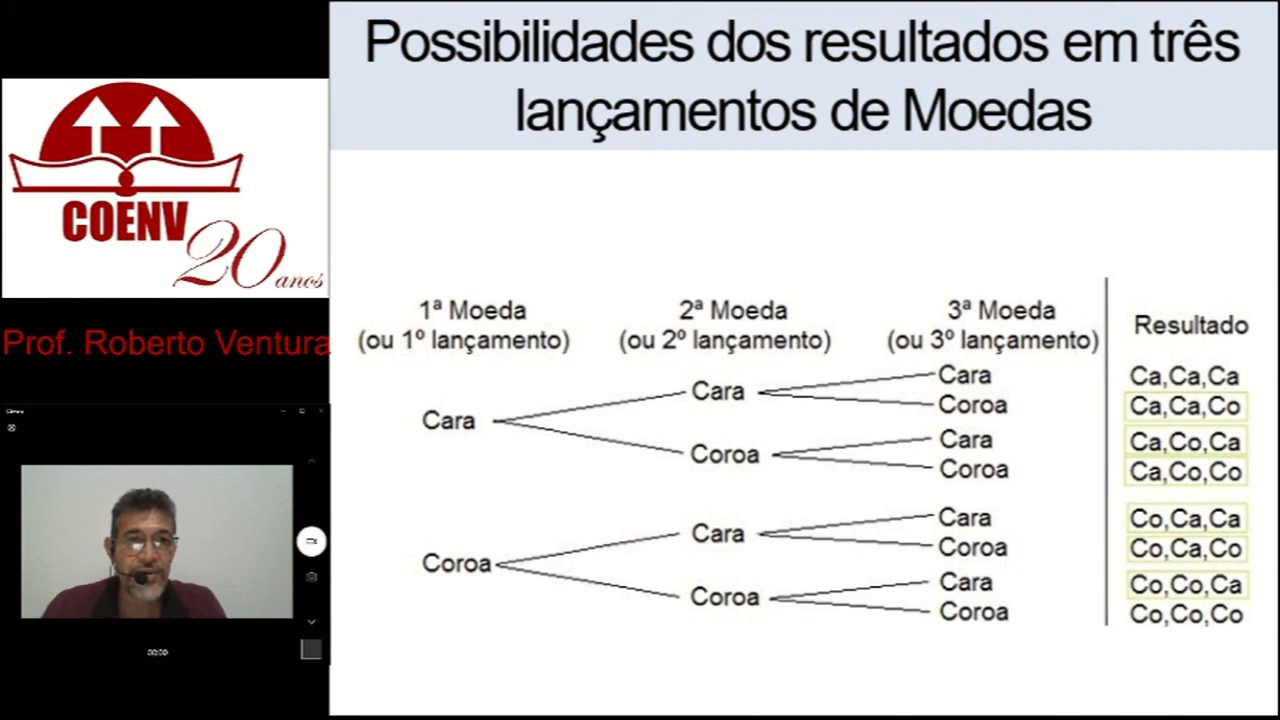 Possibilidades dos resultados em três
lançamentos de Moedas
COENV
20 anos
Prof. Roberto Ventura
Câmera
00:00
1ª Moeda
(ou 1º lançamento)
2ª Moeda
(ou 2º lançamento)
3ª Moeda
(ou 3º lançamento)
Resultado
Cara
Cara
Cara
Ca,Ca,Ca
Coroa
Ca,Ca,Co
Coroa
Cara
Ca,Co,Ca
Coroa
Ca,Co,Co
Coroa
Cara
Cara
Co,Ca,Ca
Coroa
Co,Ca,Co
Coroa
Cara
Co,Co,Ca
Coroa
Co,Co,Co